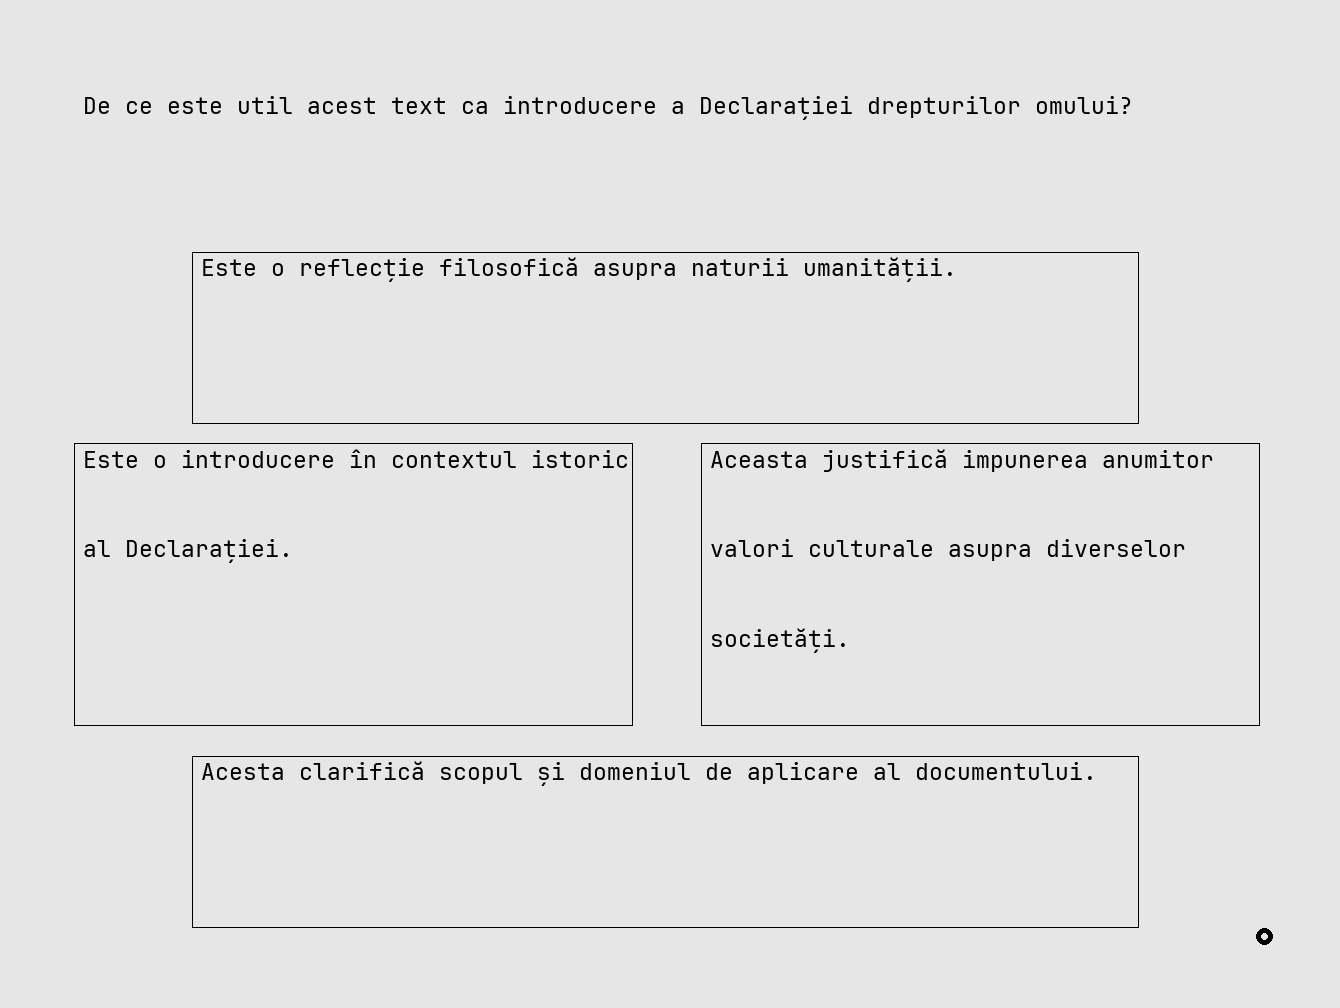 De ce este util acest text ca introducere a Declarației drepturilor omului?
Este o reflecție filosofică asupra naturii umanității.
Este o introducere în contextul istoric
al Declarației.
Aceasta justifică impunerea anumitor
valori culturale asupra diverselor
societăți.
Acesta clarifică scopul și domeniul de aplicare al documentului.